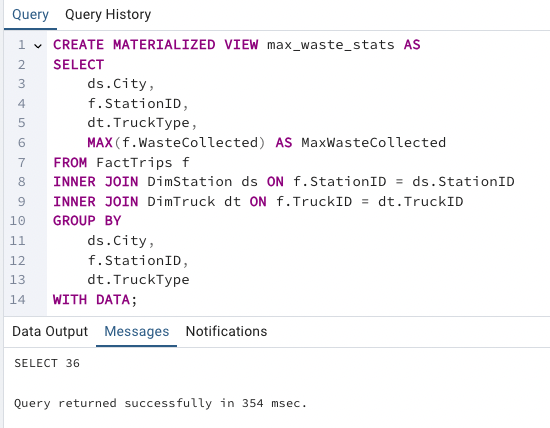 Query Query History
1 CREATE MATERIALIZED VIEW max_waste_stats AS
2 SELECT
3 ds.City,
4 f.StationID,
5 dt.TruckType,
6 MAX(f.WasteCollected) AS MaxWasteCollected
7 FROM FactTrips f
8 INNER JOIN DimStation ds ON f.StationID = ds.StationID
9 INNER JOIN DimTruck dt ON f.TruckID = dt.TruckID
10 GROUP BY
11 ds.City,
12 f.StationID,
13 dt.TruckType
14 WITH DATA;
Data Output Messages Notifications
SELECT 36
Query returned successfully in 354 msec.